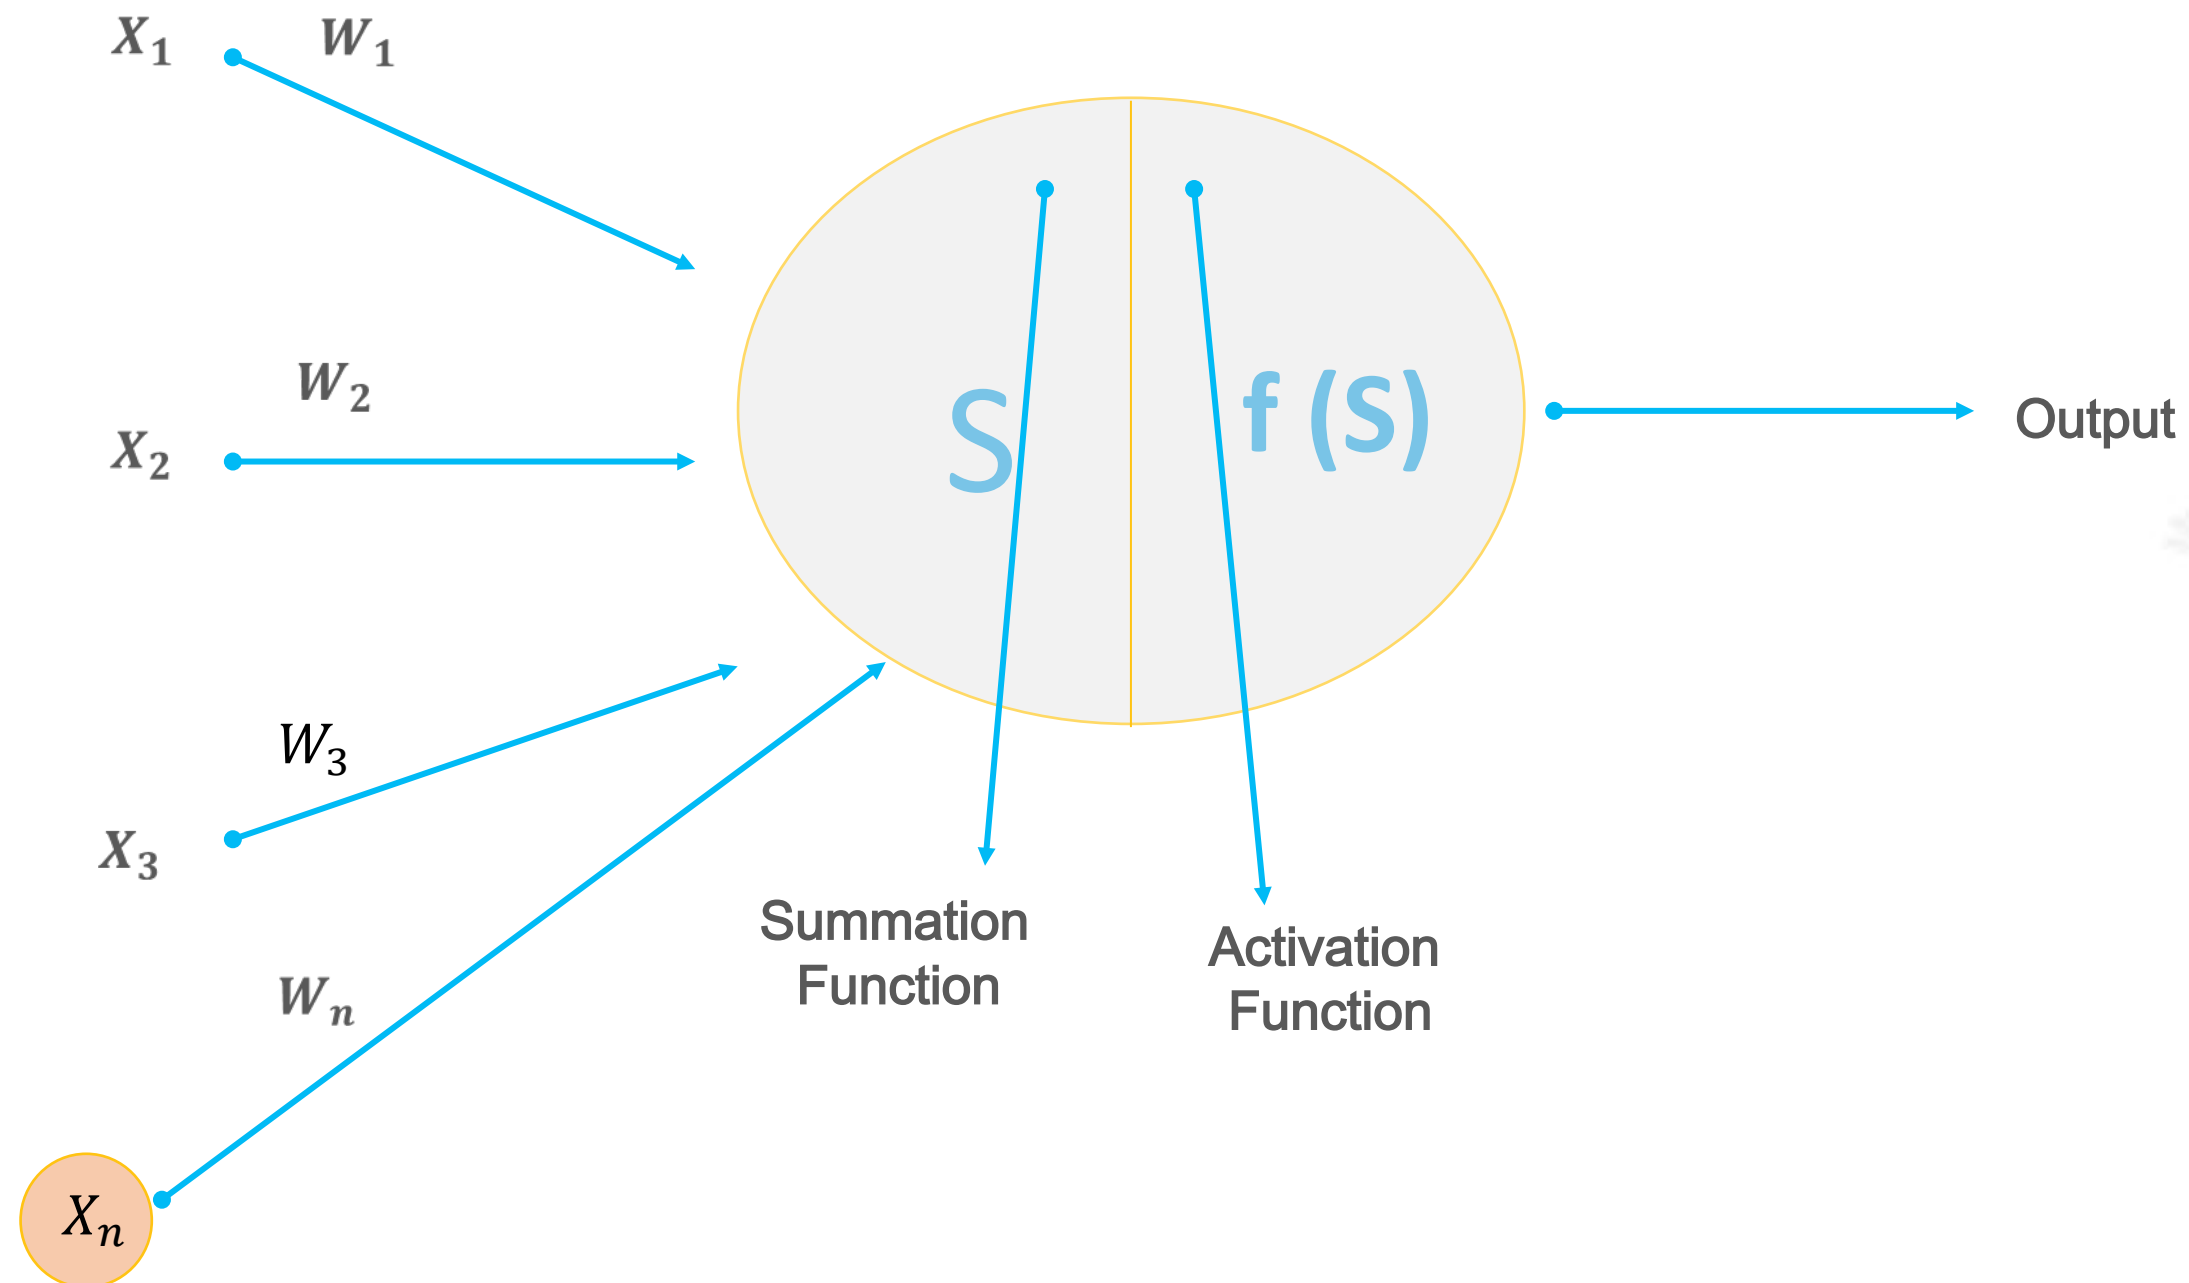 X₁
W₁
W₂
X₂
S
f (S)
Output
W₃
X₃
Summation
Function
Activation
Function
Wₙ
Xₙ